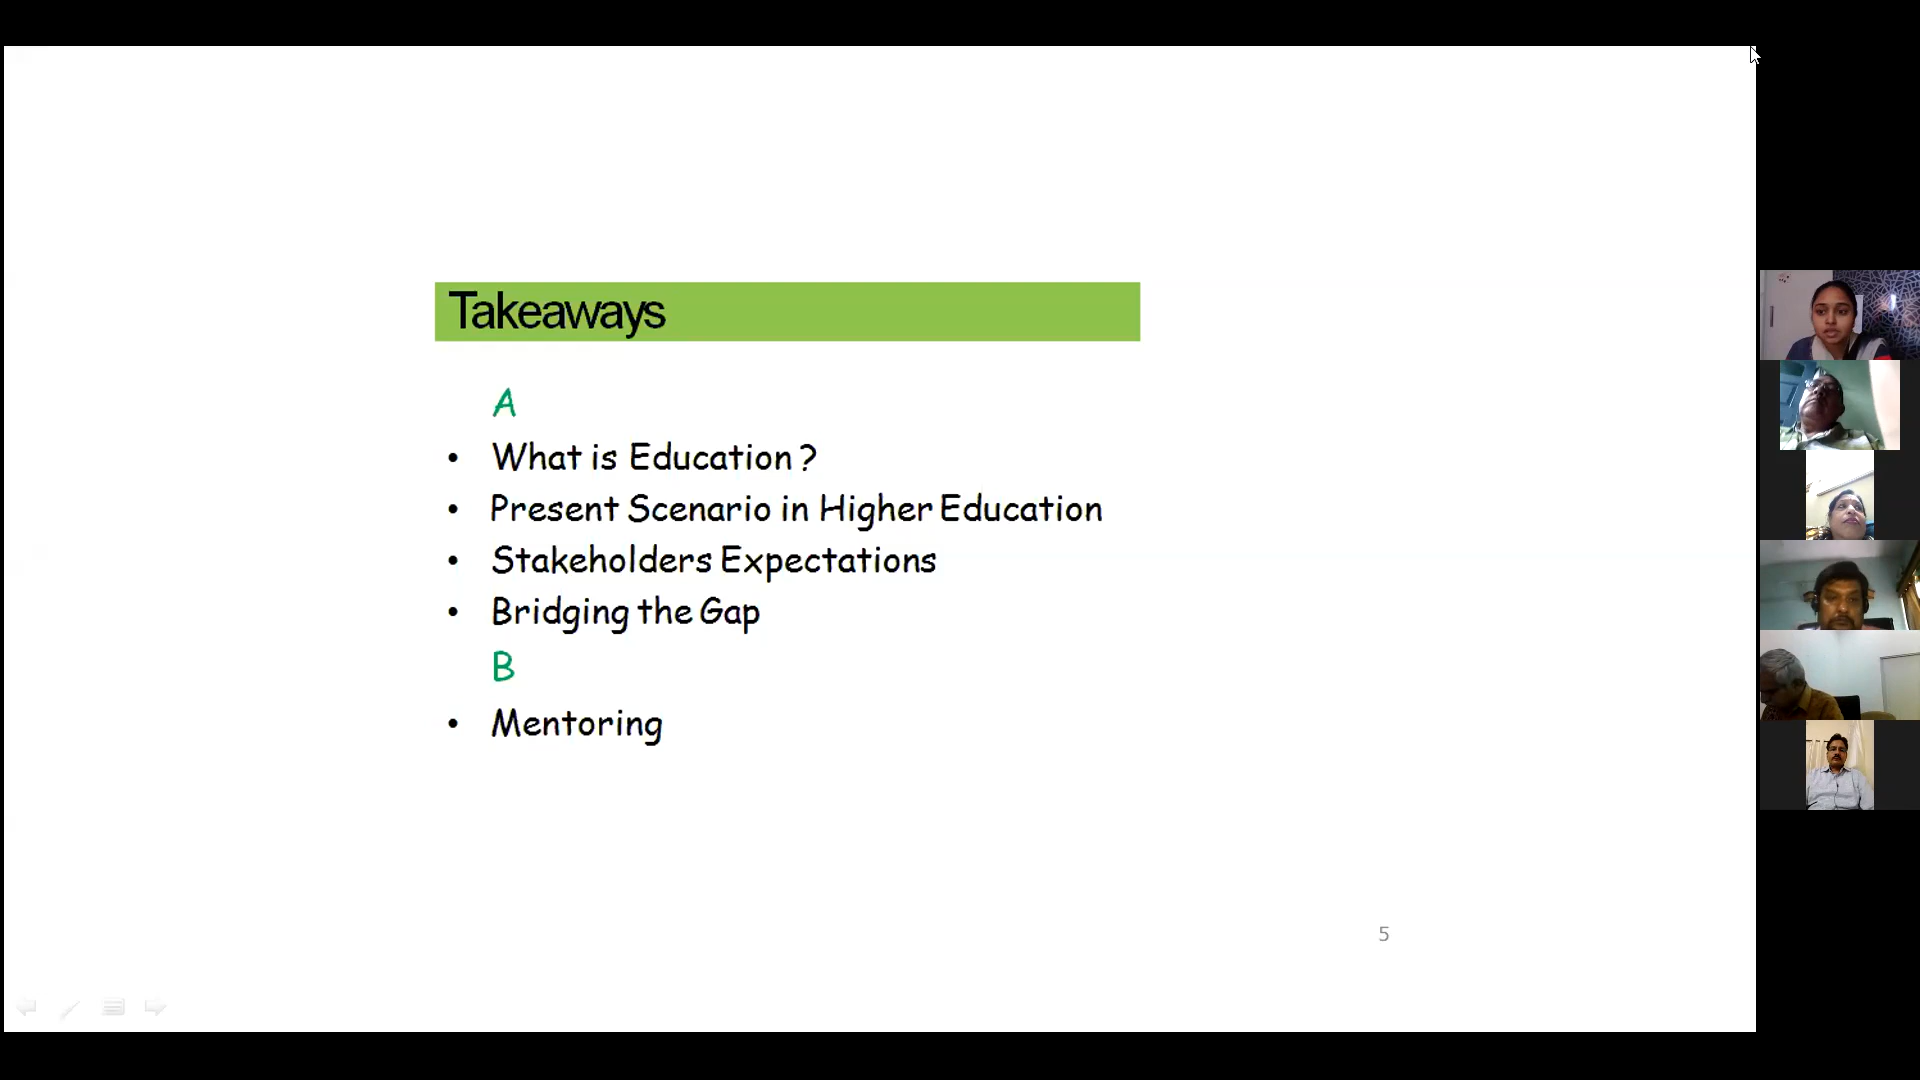 Takeaways
A
• What is Education ?
• Present Scenario in Higher Education
• Stakeholders Expectations
• Bridging the Gap
B
• Mentoring
5